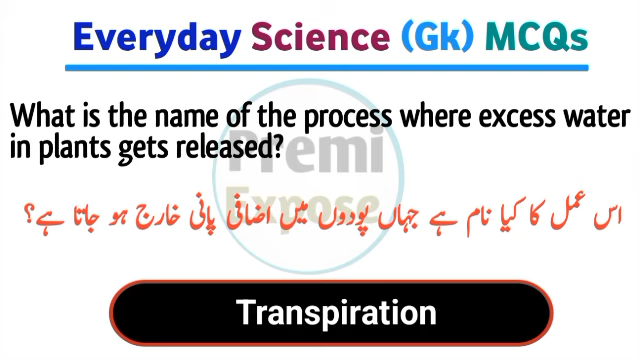 Everyday Science (Gk) MCQs
What is the name of the process where excess water
in plants gets released?
Premi
Expose
اس عمل کا کیا نام ہے جہاں پودوں میں اضافی پانی خارج ہو جاتا ہے؟
Transpiration